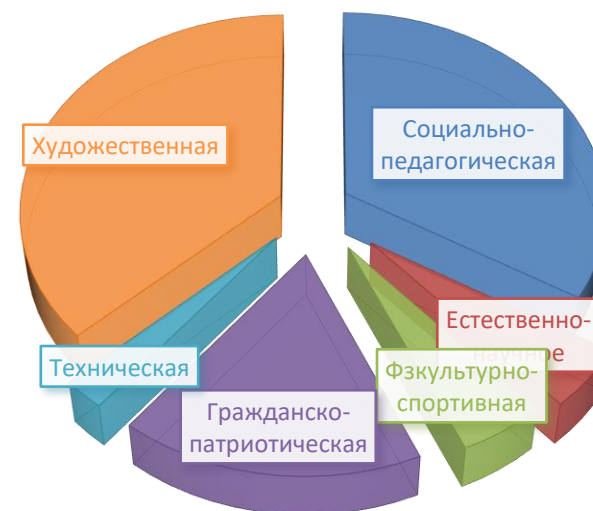 Художественная
Социально-
педагогическая
Естественно-
научное
Техническая
Фзкультурно-
спортивная
Гражданско-
патриотическая